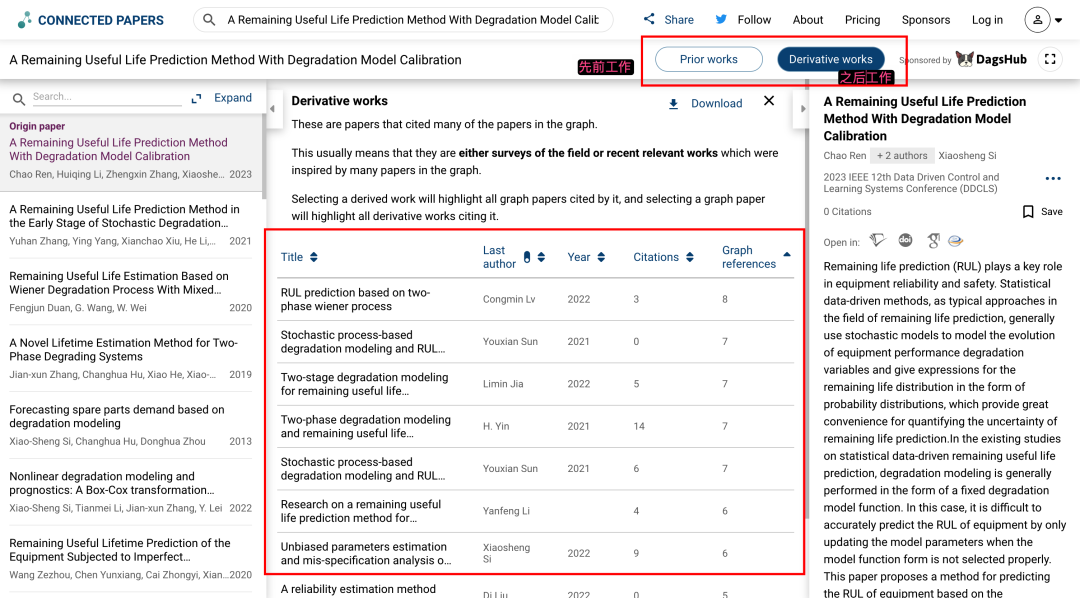 CONNECTED PAPERS
A Remaining Useful Life Prediction Method With Degradation Model Calit
Share
Follow
About
Pricing
Sponsors
Log in
A Remaining Useful Life Prediction Method With Degradation Model Calibration
先前工作
Prior works
Derivative works
之后工作
Sponsored by
DagsHub
Search...
Expand
Origin paper
A Remaining Useful Life Prediction Method
With Degradation Model Calibration
Chao Ren, Huiqing Li, Zhengxin Zhang, Xiaoshe... 2023
A Remaining Useful Life Prediction Method in
the Early Stage of Stochastic Degradation...
Yuhan Zhang, Ying Yang, Xianchao Xiu, He Li,... 2021
Remaining Useful Life Estimation Based on
Wiener Degradation Process With Mixed...
Fengjun Duan, G. Wang, W. Wei 2020
A Novel Lifetime Estimation Method for Two-
Phase Degrading Systems
Jian-xun Zhang, Changhua Hu, Xiao He, Xiao-... 2019
Forecasting spare parts demand based on
degradation modeling
Xiao-Sheng Si, Changhua Hu, Donghua Zhou 2013
Nonlinear degradation modeling and
prognostics: A Box-Cox transformation...
Xiao-Sheng Si, Tianmei Li, Jian-xun Zhang, Y. Lei 2022
Remaining Useful Lifetime Prediction of the
Equipment Subjected to Imperfect...
Wang Zezhou, Chen Yunxiang, Cai Zhongyi, Xian... 2020
Derivative works
Download
These are papers that cited many of the papers in the graph.
This usually means that they are either surveys of the field or recent relevant works which were
inspired by many papers in the graph.
Selecting a derived work will highlight all graph papers cited by it, and selecting a graph paper
will highlight all derivative works citing it.
Title Last author Year Citations Graph references
RUL prediction based on two-
phase wiener process
Congmin Lv 2022 3 8
Stochastic process-based
degradation modeling and RUL...
Youxian Sun 2021 0 7
Two-stage degradation modeling
for remaining useful life...
Limin Jia 2022 5 7
Two-phase degradation modeling
and remaining useful life...
H. Yin 2021 14 7
Stochastic process-based
degradation modeling and RUL...
Youxian Sun 2021 6 7
Research on a remaining useful
life prediction method for...
Yanfeng Li 4 6
Unbiased parameters estimation
and mis-specification analysis o...
Xiaosheng Si 2022 9 6
A reliability estimation method
Di Liu 2022 0 5
A Remaining Useful Life Prediction
Method With Degradation Model
Calibration
Chao Ren + 2 authors Xiaosheng Si
2023 IEEE 12th Data Driven Control and
Learning Systems Conference (DDCLS)
0 Citations
Save
Open in:
doi
Remaining life prediction (RUL) plays a key role
in equipment reliability and safety. Statistical
data-driven methods, as typical approaches in
the field of remaining life prediction, generally
use stochastic models to model the evolution
of equipment performance degradation
variables and give expressions for the
remaining life distribution in the form of
probability distributions, which provide great
convenience for quantifying the uncertainty of
remaining life prediction.In the existing studies
on statistical data-driven remaining useful life
prediction, degradation modeling is generally
performed in the form of a fixed degradation
model function. In this case, it is difficult to
accurately predict the RUL of equipment by only
updating the model parameters when the
model function form is not selected properly.
This paper proposes a method for predicting
the RUL of equipment based on the